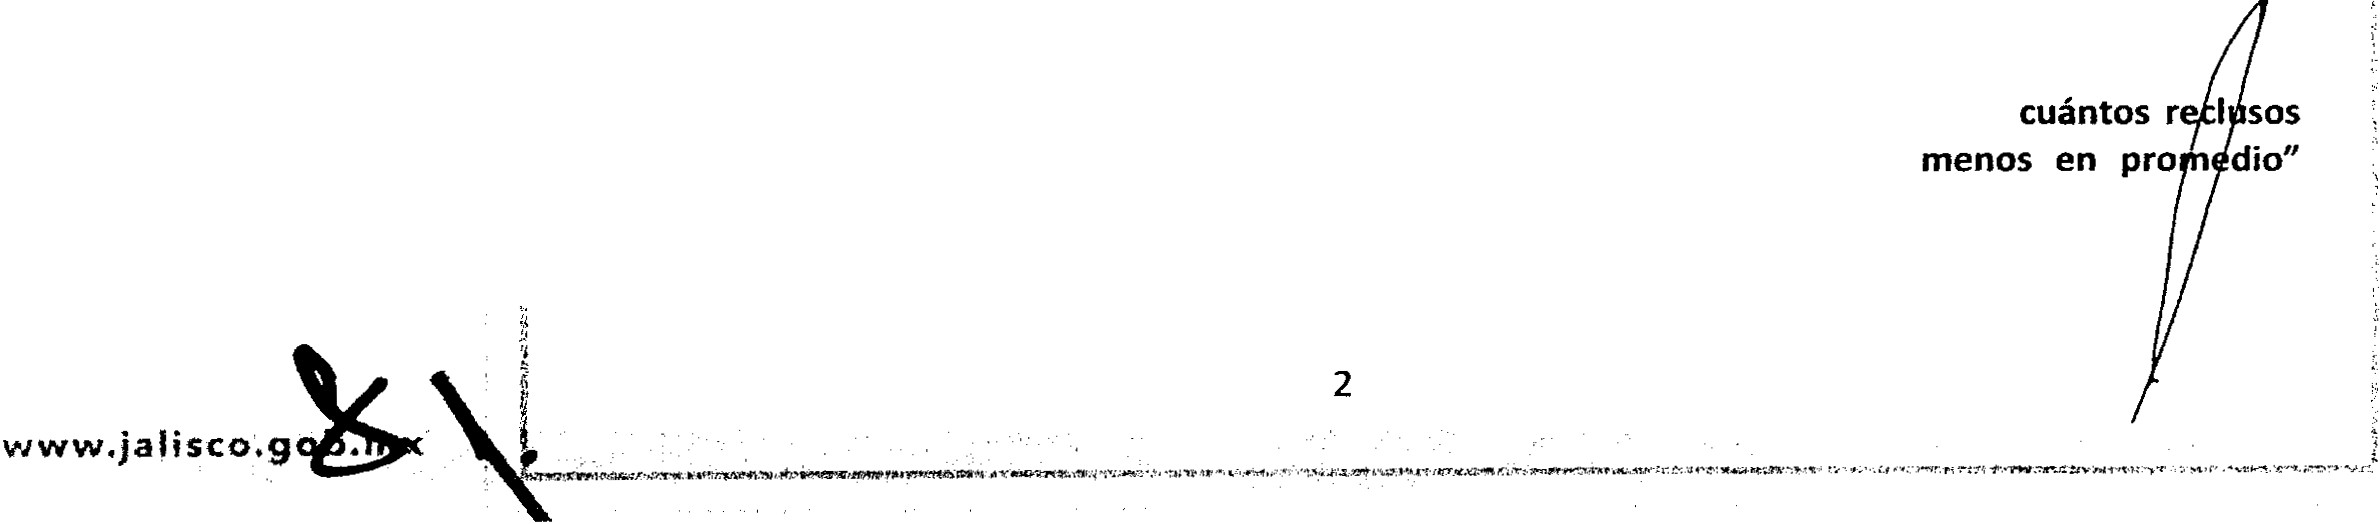 cuántos reclusos
menos en promedio”
2
www.jalisco.gob.mx